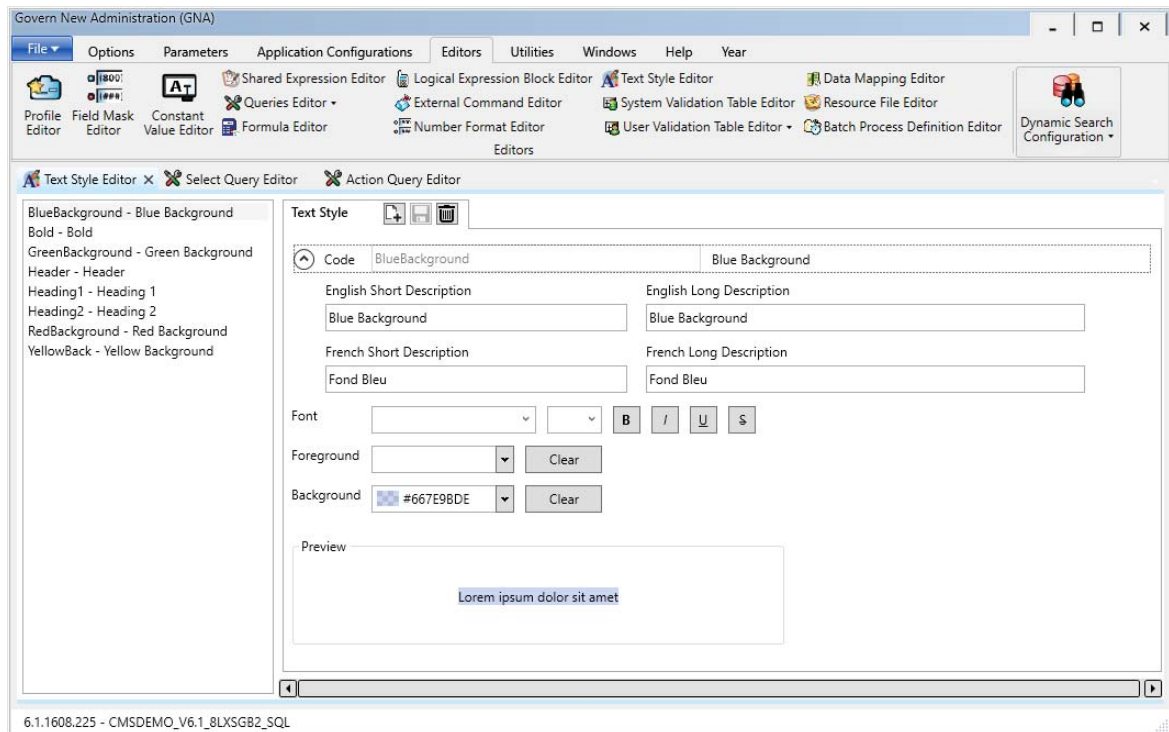 Govern New Administration (GNA)
File Options Parameters Application Configurations Editors Utilities Windows Help Year
Profile Editor
Field Mask Editor
Constant Value Editor
Shared Expression Editor
Queries Editor
Formula Editor
Logical Expression Block Editor
External Command Editor
Number Format Editor
Text Style Editor
System Validation Table Editor
User Validation Table Editor
Data Mapping Editor
Resource File Editor
Batch Process Definition Editor
Editors
Dynamic Search Configuration
Text Style Editor Select Query Editor Action Query Editor
BlueBackground - Blue Background
Bold - Bold
GreenBackground - Green Background
Header - Header
Heading1 - Heading 1
Heading2 - Heading 2
RedBackground - Red Background
YellowBack - Yellow Background
Text Style
Code BlueBackground Blue Background
English Short Description English Long Description
Blue Background Blue Background
French Short Description French Long Description
Fond Bleu Fond Bleu
Font B I U S
Foreground Clear
Background #667E9BDE Clear
Preview
Lorem ipsum dolor sit amet
6.1.1608.225 - CMSDEMO_V6.1_8LXSGB2_SQL